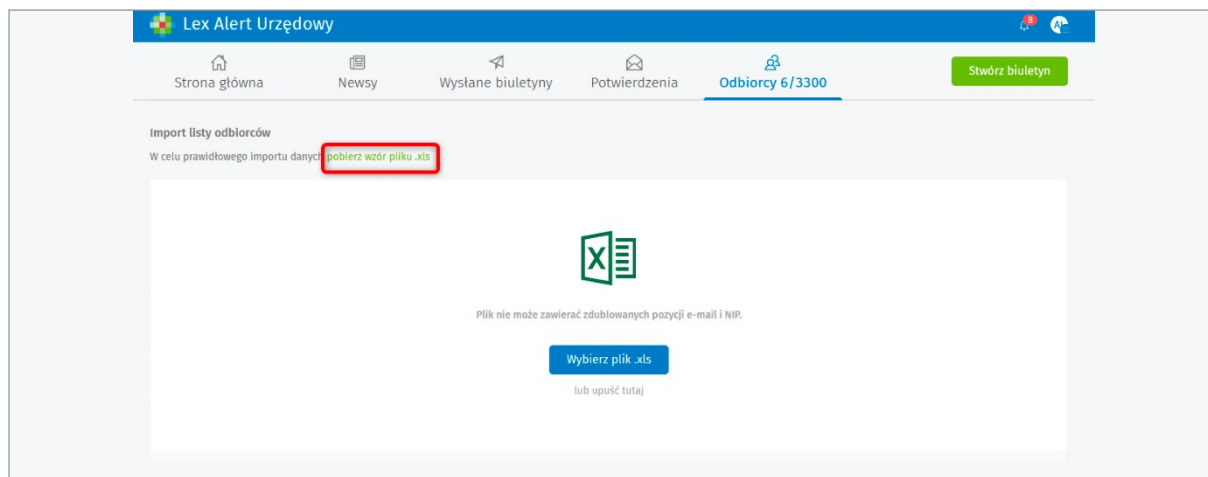 Lex Alert Urzędowy
8
Strona główna
Newsy
Wysłane biuletyny
Potwierdzenia
Odbiorcy 6/3300
Stwórz biuletyn
Import listy odbiorców
W celu prawidłowego importu danych pobierz wzór pliku .xls
X
Plik nie może zawierać zdublowanych pozycji e-mail i NIP.
Wybierz plik .xls
lub upuść tutaj